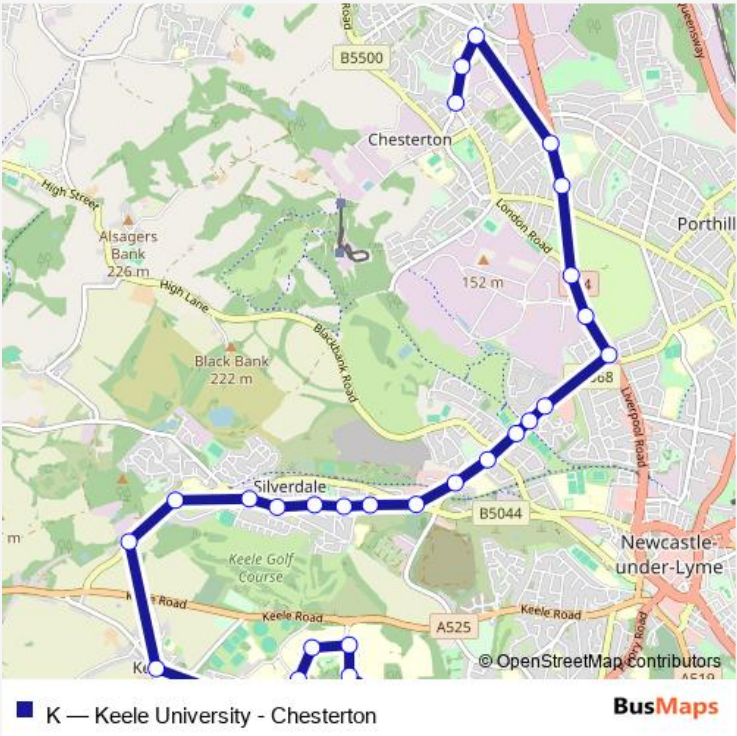 Road
Queensway
B5500
Chesterton
High Street
London Road
Porthill
Alsagers
Bank
226 m
152 m
High Lane
Blackbank Road
Black Bank
222 m
Liverpool Road
Silverdale
B5044
m
Newcastle-
under-Lyme
Keele Golf
Course
Road
Keele Road
Keele Road
A525
© OpenStreetMap contributors
A519
K — Keele University - Chesterton
BusMaps